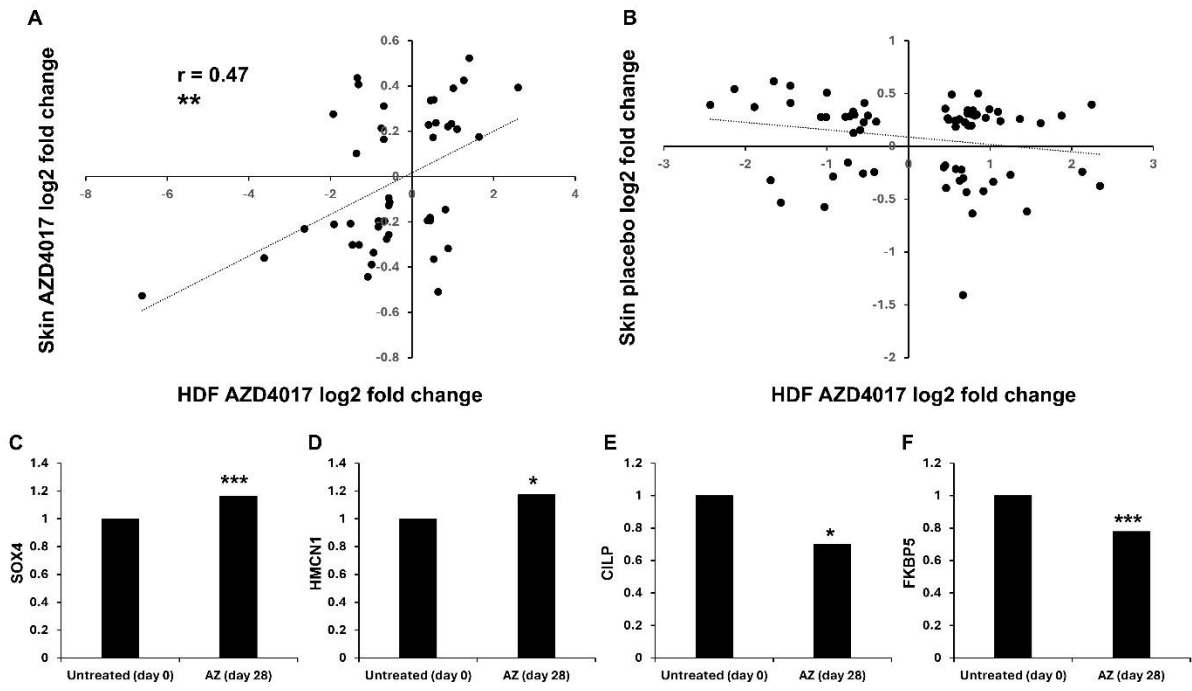 A
Skin AZD4017 log2 fold change
r = 0.47
**
0.6
0.4
0.2
0
-0.2
-0.4
-0.6
-0.8
-8
-6
-4
-2
0
2
4
HDF AZD4017 log2 fold change
B
Skin placebo log2 fold change
1
0.5
0
-0.5
-1
-1.5
-2
-3
-2
-1
0
1
2
3
HDF AZD4017 log2 fold change
C
SOX4
1.4
1.2
1
0.8
0.6
0.4
0.2
0
***
Untreated (day 0)
AZ (day 28)
D
HMCN1
1.4
1.2
1
0.8
0.6
0.4
0.2
0
*
Untreated (day 0)
AZ (day 28)
E
CILP
1.2
1
0.8
0.6
0.4
0.2
0
*
Untreated (day 0)
AZ (day 28)
F
FKBP5
1.2
1
0.8
0.6
0.4
0.2
0
***
Untreated (day 0)
AZ (day 28)